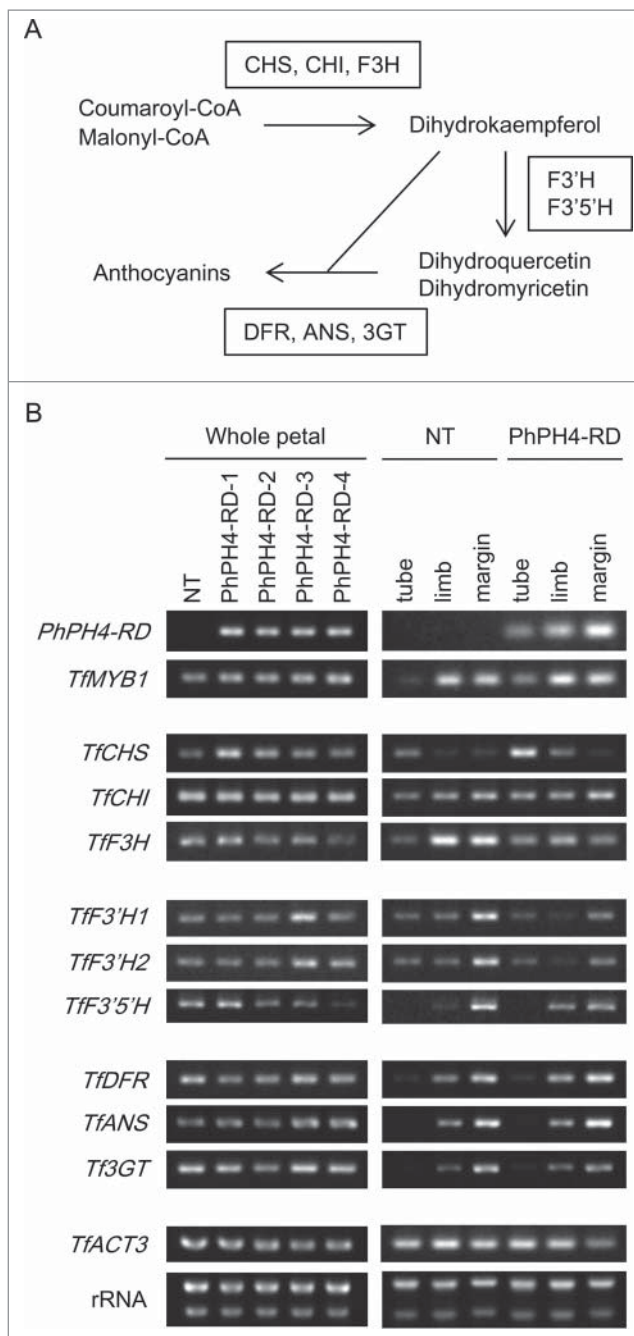 A
CHS, CHI, F3H
Coumaroyl-CoA
Malonyl-CoA
Dihydrokaempferol
F3'H
F3'5'H
Anthocyanins
Dihydroquercetin
Dihydromyricetin
DFR, ANS, 3GT
B
Whole petal
NT
PhPH4-RD
NT
PhPH4-RD-1
PhPH4-RD-2
PhPH4-RD-3
PhPH4-RD-4
tube
limb
margin
tube
limb
margin
PhPH4-RD
TfMYB1
TfCHS
TfCHI
TfF3H
TfF3'H1
TfF3'H2
TfF3'5'H
TfDFR
TfANS
Tf3GT
TfACT3
rRNA